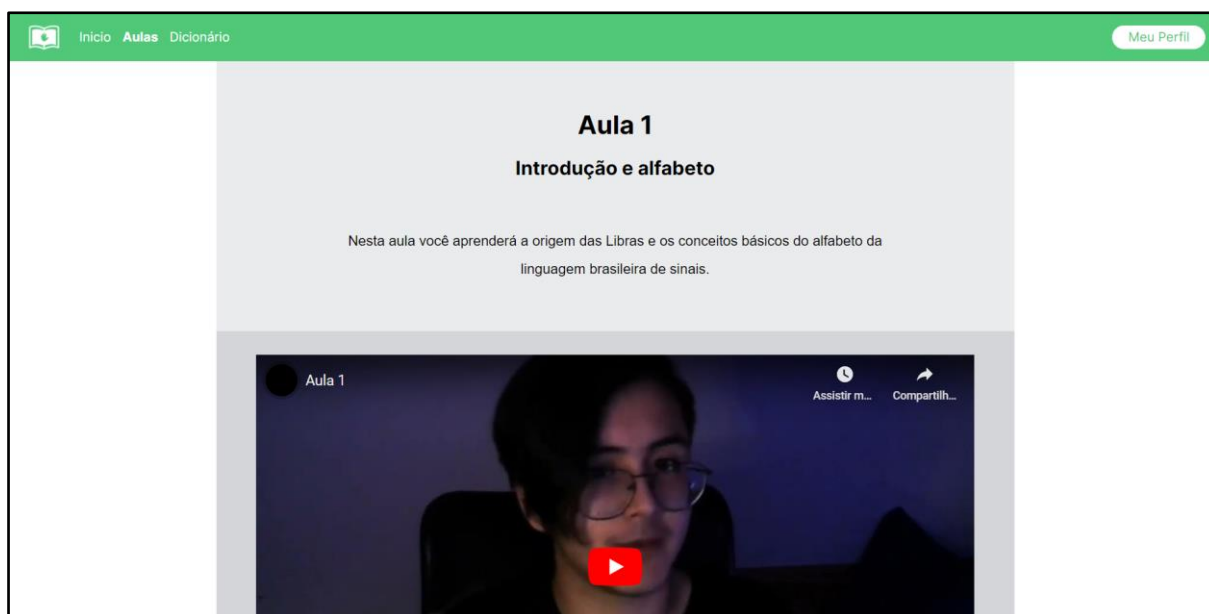 Inicio Aulas Dicionário
Meu Perfil
Aula 1
Introdução e alfabeto
Nesta aula você aprenderá a origem das Libras e os conceitos básicos do alfabeto da
linguagem brasileira de sinais.
Aula 1
Assistir m...
Compartilh...